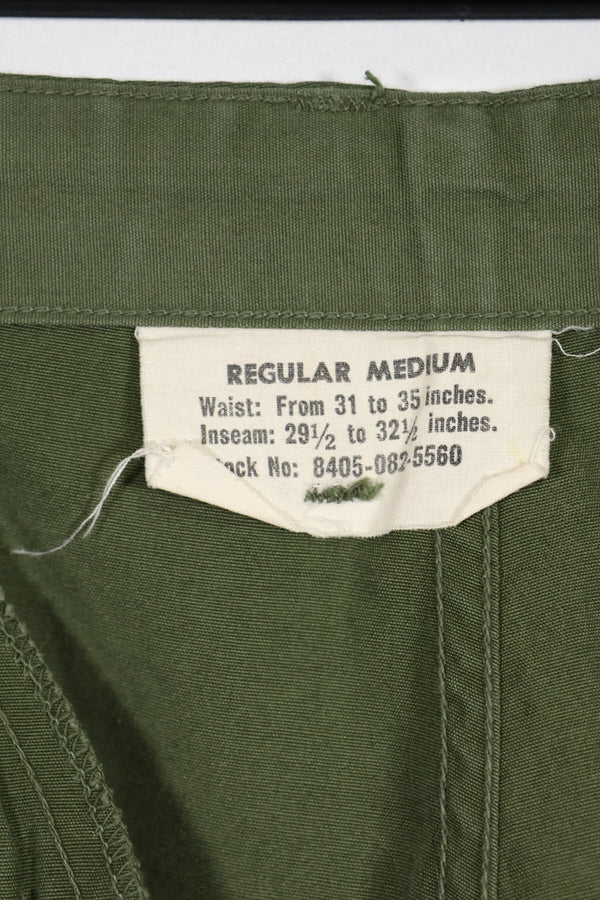 REGULAR MEDIUM
Waist: From 31 to 35 inches.
Inseam: 29½ to 32½ inches.
tock No: 8405-082-5560